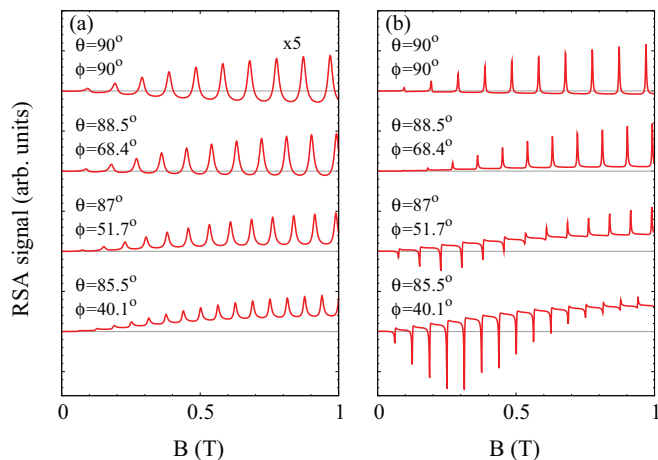 (a)
θ=90°
φ=90°
x5
θ=88.5°
φ=68.4°
θ=87°
φ=51.7°
θ=85.5°
φ=40.1°
0
0.5
1
B (T)
RSA signal (arb. units)
(b)
θ=90°
φ=90°
θ=88.5°
φ=68.4°
θ=87°
φ=51.7°
θ=85.5°
φ=40.1°
0
0.5
1
B (T)